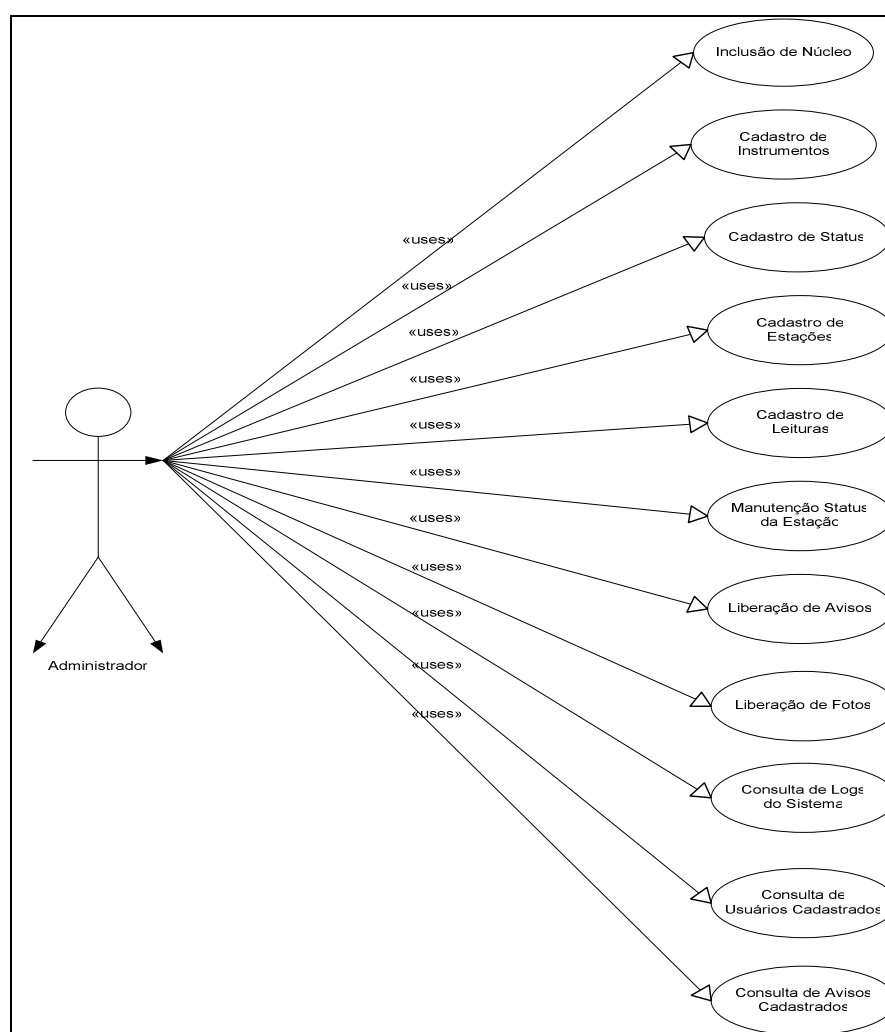 Inclusão de Núcleo
Cadastro de
Instrumentos
«uses»
Cadastro de Status
«uses»
«uses»
Cadastro de
Estações
«uses»
Cadastro de
Leituras
«uses»
«uses»
Manutenção Status
da Estação
«uses»
«uses»
Liberação de Avisos
«uses»
Administrador
«uses»
Liberação de Fotos
«uses»
Consulta de Logs
do Sistema
Consulta de
Usuários Cadastrados
Consulta de Avisos
Cadastrados